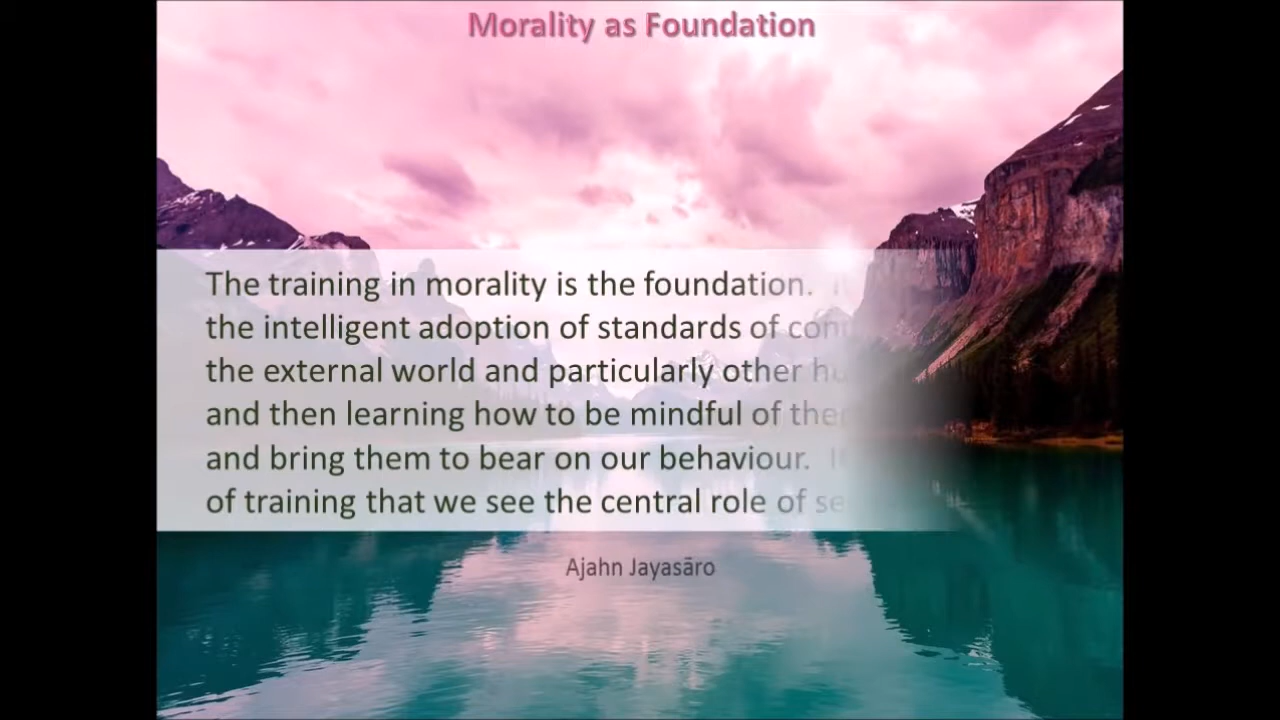 Morality as Foundation
The training in morality is the foundation.
the intelligent adoption of standards of
the external world and particularly other
and then learning how to be mindful of
and bring them to bear on our behaviour.
of training that we see the central role of
Ajahn Jayasāro